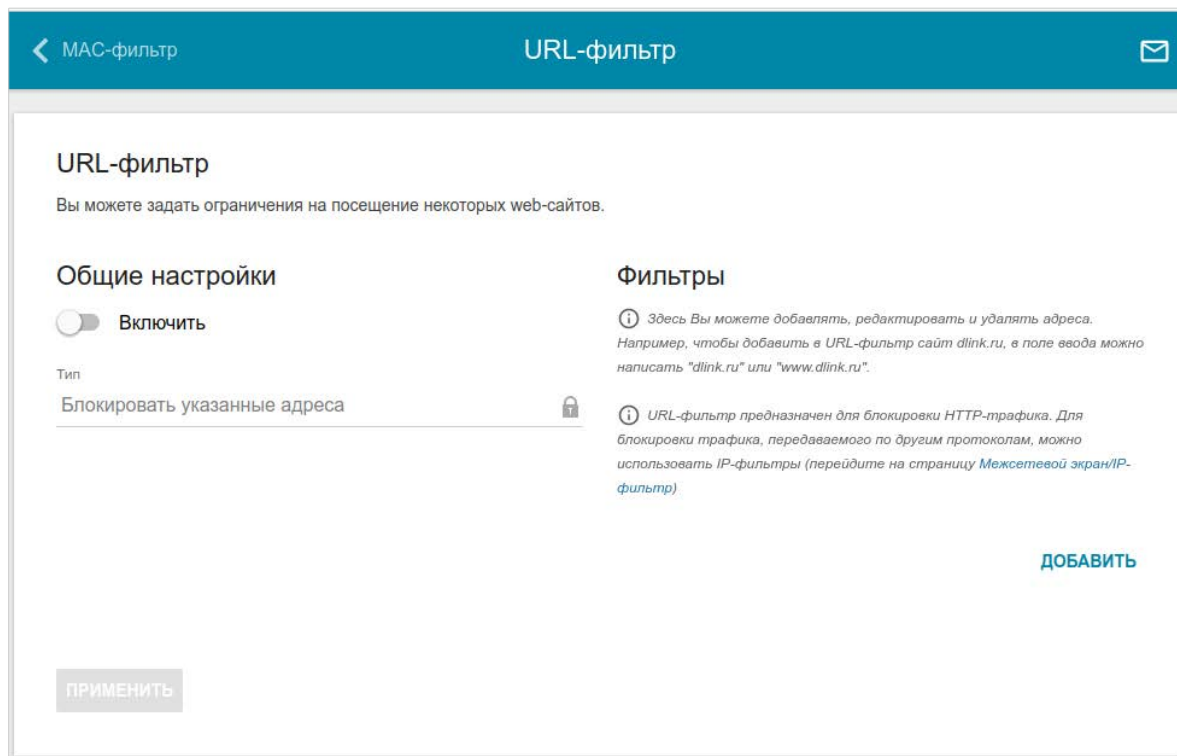 МАС-фильтр
URL-фильтр
URL-фильтр
Вы можете задать ограничения на посещение некоторых web-сайтов.
Общие настройки
Включить
Тип
Блокировать указанные адреса
Фильтры
Здесь Вы можете добавлять, редактировать и удалять адреса.
Например, чтобы добавить в URL-фильтр сайт dlink.ru, в поле ввода можно
написать "dlink.ru" или "www.dlink.ru".
URL-фильтр предназначен для блокировки HTTP-трафика. Для
блокировки трафика, передаваемого по другим протоколам, можно
использовать IP-фильтры (перейдите на страницу Межсетевой экран/IP-
фильтр)
ДОБАВИТЬ
ПРИМЕНИТЬ